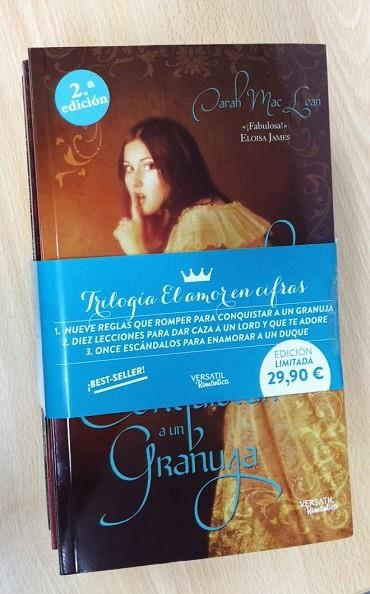 2.ª
edición
Sarah Mac Lean
«¡Fabulosa!»
ELOISA JAMES
Trilogía El amor en cifras
1. NUEVE REGLAS QUE ROMPER PARA CONQUISTAR A UN GRANUJA
2. DIEZ LECCIONES PARA DAR CAZA A UN LORD Y QUE TE ADORE
3. ONCE ESCÁNDALOS PARA ENAMORAR A UN DUQUE
¡BEST-SELLER!
VERSATIL
Romántica
EDICIÓN
LIMITADA
29,90 €
a un
Granuja
VERSATIL
Romántica